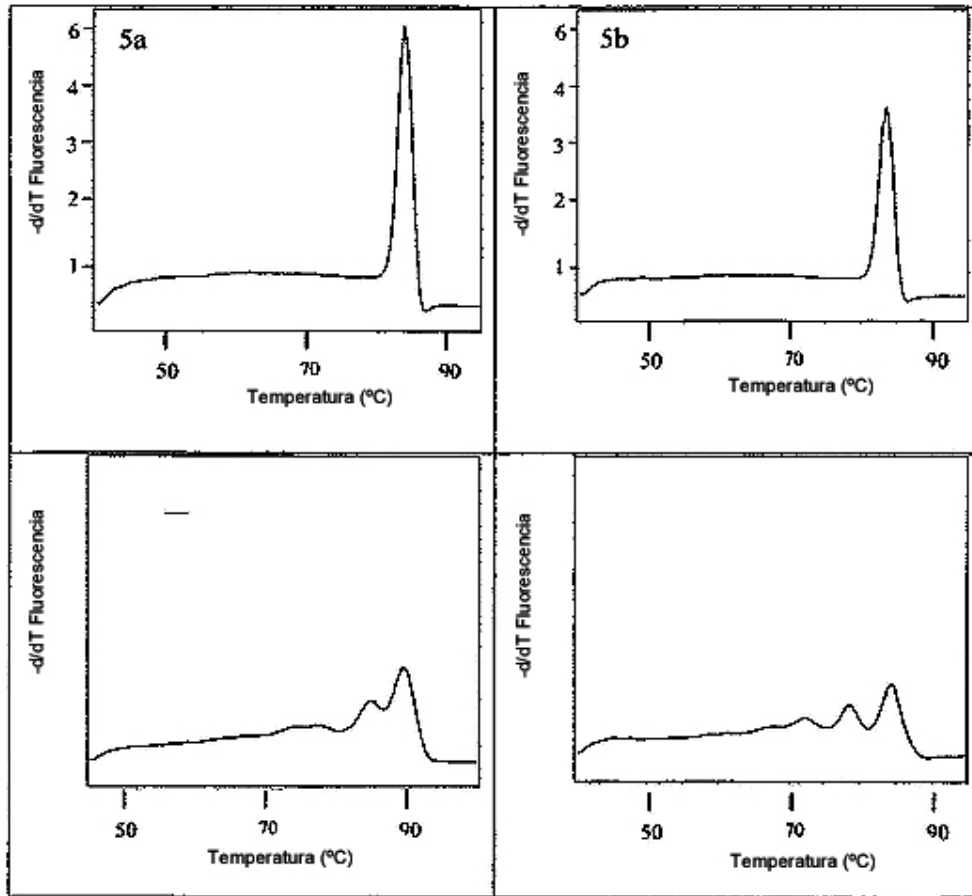 5a
6
4
3
2
1
-d/dT Fluorescencia
50 70 90
Temperatura (ºC)
5b
6
4
3
2
1
-d/dT Fluorescencia
50 70 90
Temperatura (ºC)
-d/dT Fluorescencia
50 70 90
Temperatura (ºC)
-d/dT Fluorescencia
50 70 90
Temperatura (ºC)